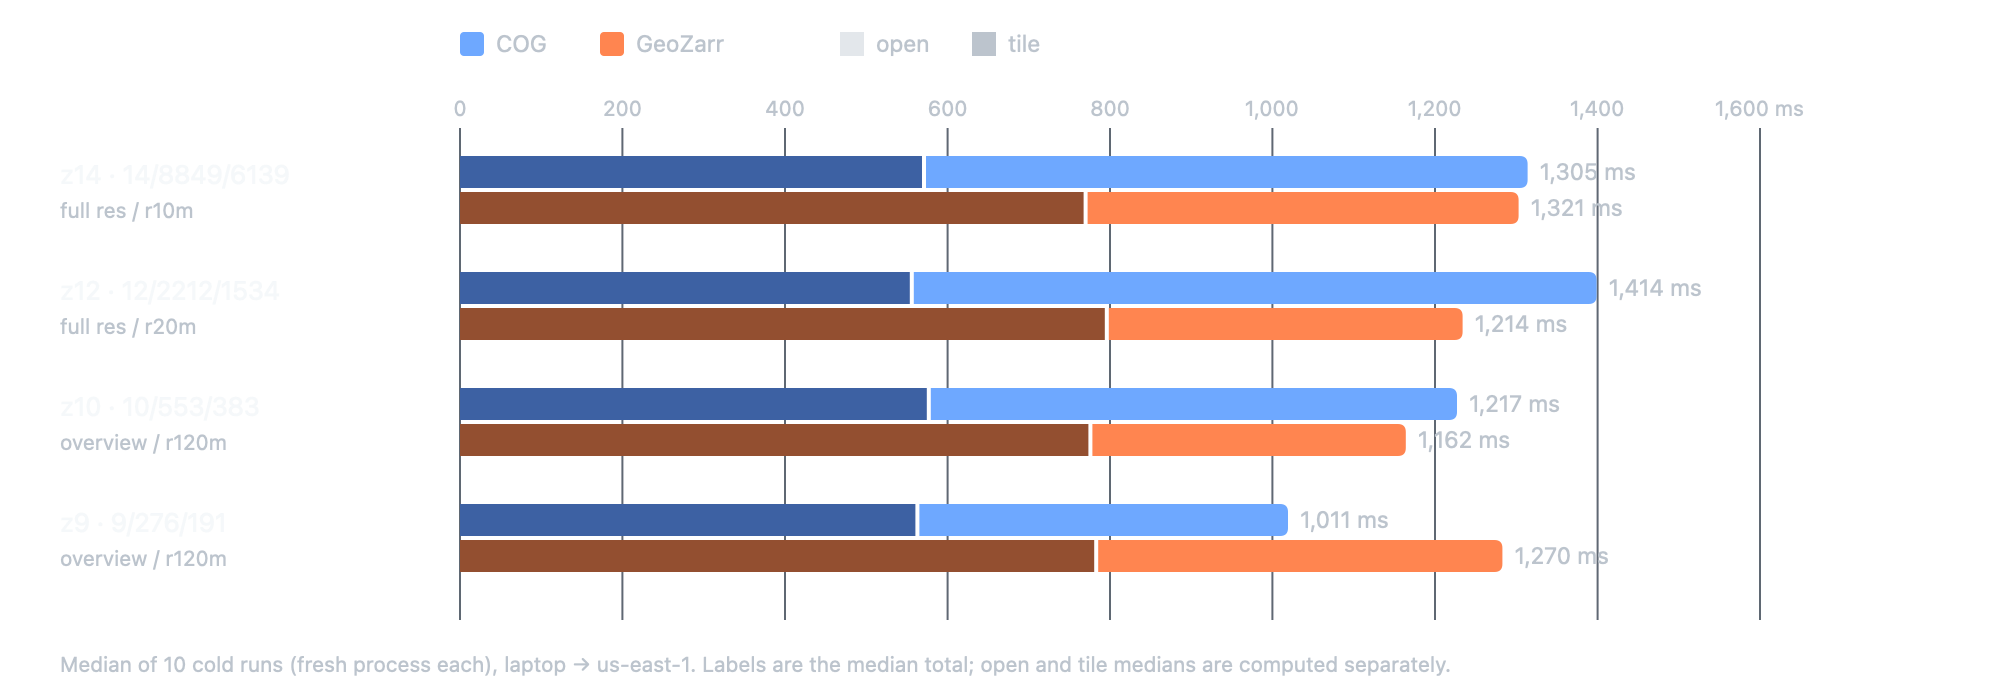 COG GeoZarr open tile
0 200 400 600 800 1,000 1,200 1,400 1,600 ms
z14 · 14/8849/6139
full res / r10m
1,305 ms
1,321 ms
z12 · 12/2212/1534
full res / r20m
1,414 ms
1,214 ms
z10 · 10/553/383
overview / r120m
1,217 ms
1,162 ms
z9 · 9/276/191
overview / r120m
1,011 ms
1,270 ms
Median of 10 cold runs (fresh process each), laptop → us-east-1. Labels are the median total; open and tile medians are computed separately.